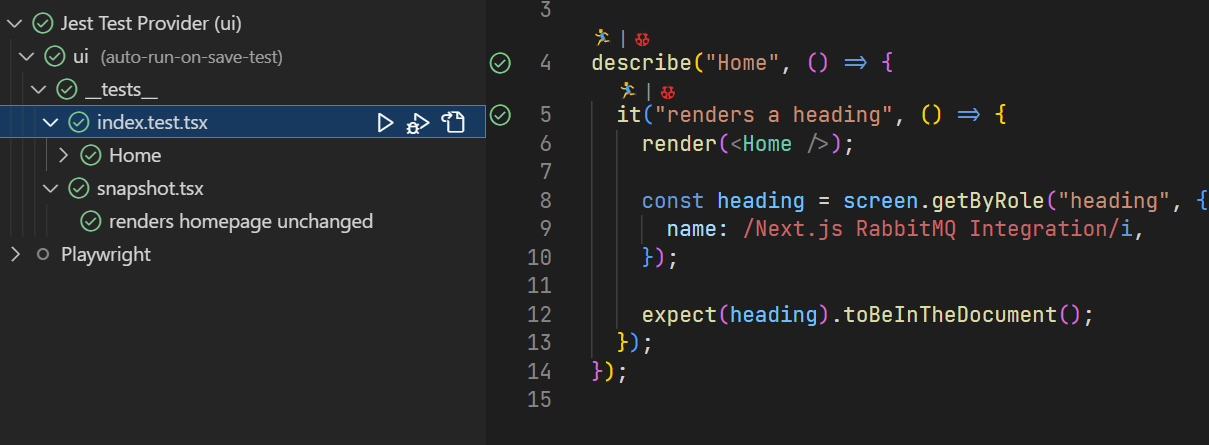 Jest Test Provider (ui)
ui (auto-run-on-save-test)
__tests__
index.test.tsx
Home
snapshot.tsx
renders homepage unchanged
Playwright
3
|
4 describe("Home", () => {
|
5 it("renders a heading", () => {
6 render(<Home />);
7
8 const heading = screen.getByRole("heading", {
9 name: /Next.js RabbitMQ Integration/i,
10 });
11
12 expect(heading).toBeInTheDocument();
13 });
14 });
15